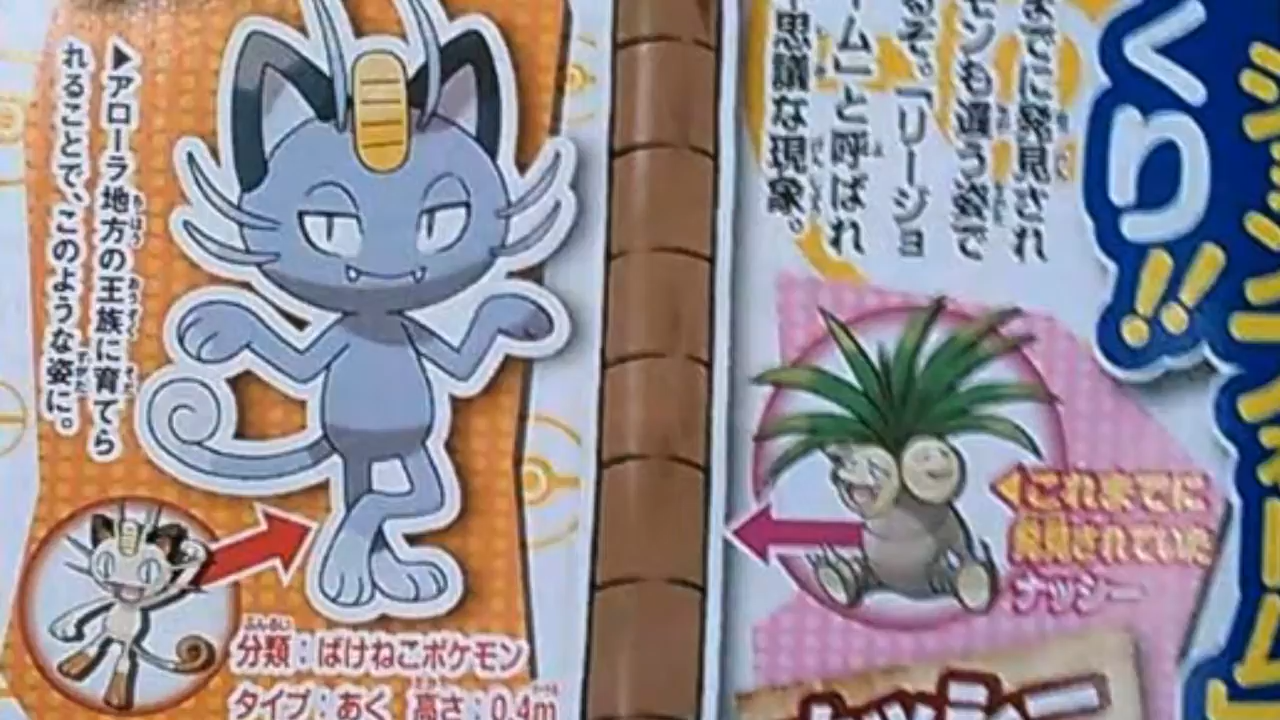 くり!!
までに発見され
モンも違う姿で
るぞ。「リージョ
ーム」と呼ばれ
思議な現象。
▶アローラ地方の王族に育てら
れることで、このような姿に。
分類：ばけねこポケモン
タイプ：あく 高さ：0.4m
これまでに
発見されていた
ナッシー
ナッシー